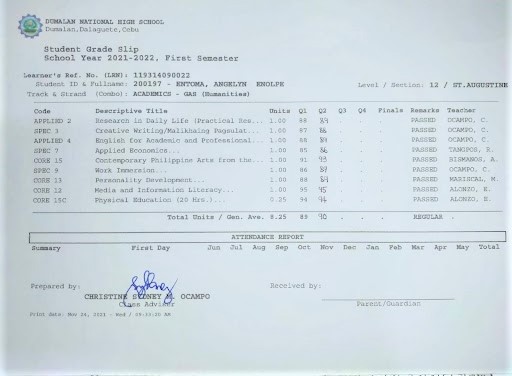 DUMALAN NATIONAL HIGH SCHOOL
Dumalan, Dalaguete, Cebu
Student Grade Slip
School Year 2021-2022, First Semester
Learner's Ref. No. (LRN): 119314090022
Student ID & Fullname: 200197 - ENTOMA, ANGELYN ENOLPE Level / Section: 12 / ST.AUGUSTINE
Track & Strand (Combo): ACADEMICS - GAS (Humanities)
Code Descriptive Title Units Q1 Q2 Q3 Q4 Finals Remarks Teacher
APPLIED 2 Research in Daily Life (Practical Res... 1.00 88 89 . . . PASSED OCAMPO, C.
SPEC 3 Creative Writing/Malikhaing Pagsulat... 1.00 87 86 . . . PASSED OCAMPO, C.
APPLIED 4 English for Academic and Professional... 1.00 88 89 . . . PASSED OCAMPO, C.
SPEC 7 Applied Economics... 1.00 85 86 . . . PASSED TANGPOS, E.
CORE 15 Contemporary Philippine Arts from the... 1.00 91 93 . . . PASSED BISMANOS, A.
SPEC 9 Work Immersion... 1.00 86 89 . . . PASSED OCAMPO, C.
CORE 13 Personality Development... 1.00 88 89 . . . PASSED MARISCAL, M.
CORE 12 Media and Information Literacy... 1.00 95 95 . . . PASSED ALONZO, E.
CORE 15C Physical Education (20 Hrs.)... 0.25 94 94 . . . PASSED ALONZO, E.
Total Units / Gen. Ave. 8.25 89 90 . . . REGULAR .
ATTENDANCE REPORT
Summary First Day Jun Jul Aug Sep Oct Nov Dec Jan Feb Mar Apr May Total
Prepared by: Received by:
CHRISTINE SYDNEY M. OCAMPO
Class Adviser Parent/Guardian
Print date: Nov 24, 2021 - Wed /